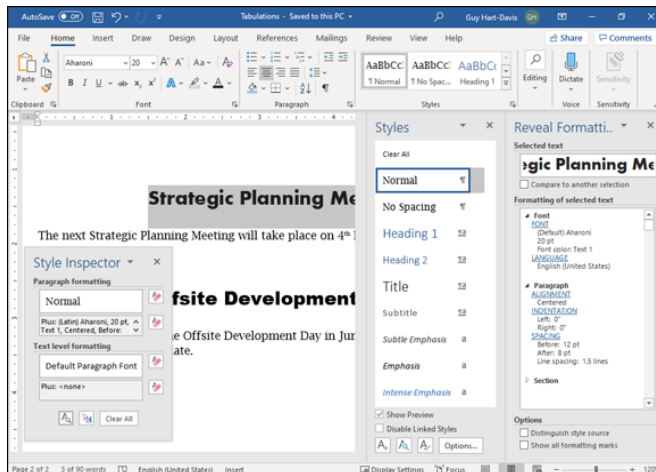 AutoSave Off Tabulations - Saved to this PC Guy Hart-Davis GH
File Home Insert Draw Design Layout References Mailings Review View Help Share Comments
Paste
Aharoni 20 A A Aa A
B I U ab x, x² A A
AaBbCc AaBbCc AaBbC
¶ Normal ¶ No Spac... Heading 1
Editing Dictate Sensitivity
Clipboard Font Paragraph Styles Voice Sensitivity
Strategic Planning Me
The next Strategic Planning Meeting will take place on 4th
ffsite Development
e Offsite Development Day in Jun
ate.
Style Inspector
Paragraph formatting
Normal
Plus: (Latin) Aharoni, 20 pt,
Text 1, Centered, Before:
Text level formatting
Default Paragraph Font
Plus: <none>
Clear All
Styles
Clear All
Normal ¶
No Spacing ¶
Heading 1
Heading 2
Title
Subtitle
Subtle Emphasis a
Emphasis a
Intense Emphasis a
Show Preview
Disable Linked Styles
Options...
Reveal Formatti...
Selected text
egic Planning Me
Compare to another selection
Formatting of selected text
Font
FONT
(Default) Aharoni
20 pt
Font color: Text 1
LANGUAGE
English (United States)
Paragraph
ALIGNMENT
Centered
INDENTATION
Left: 0"
Right: 0"
SPACING
Before: 12 pt
After: 8 pt
Line spacing: 1.5 lines
Section
Options
Distinguish style source
Show all formatting marks
Page 2 of 2 3 of 90 words English (United States) Insert Display Settings Focus 120%